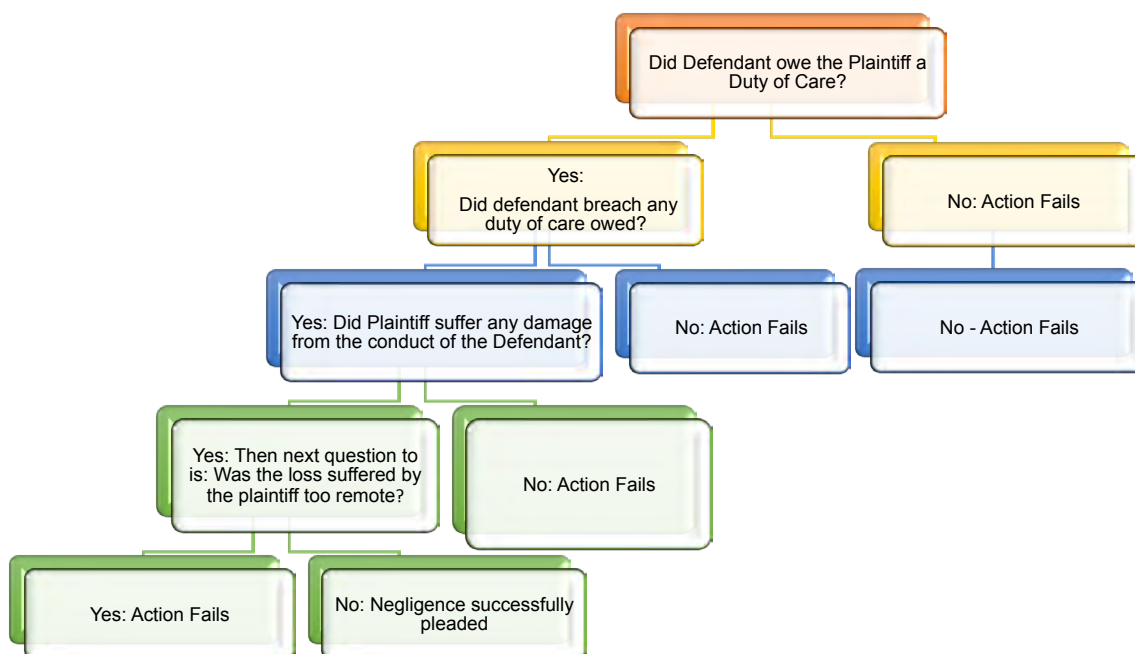 Did Defendant owe the Plaintiff a
Duty of Care?
Yes:
Did defendant breach any
duty of care owed?
No: Action Fails
Yes: Did Plaintiff suffer any damage
from the conduct of the Defendant?
No: Action Fails
No - Action Fails
Yes: Then next question to
is: Was the loss suffered by
the plaintiff too remote?
No: Action Fails
Yes: Action Fails
No: Negligence successfully
pleaded